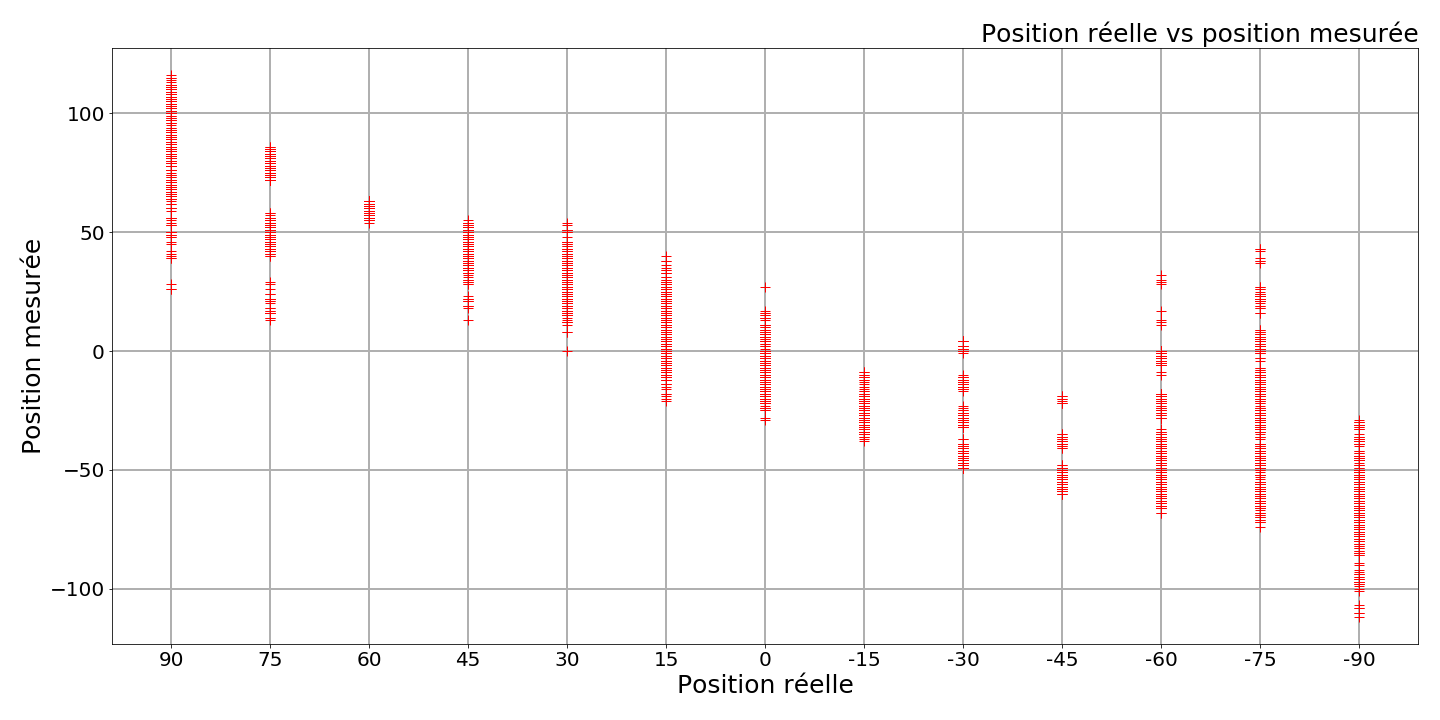 Position réelle vs position mesurée
Position mesurée
100
50
0
−50
−100
90 75 60 45 30 15 0 -15 -30 -45 -60 -75 -90
Position réelle